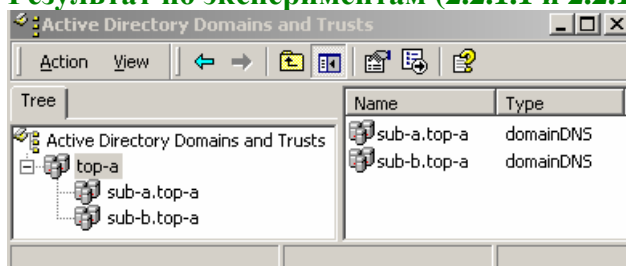 Результат по экспериментам (2.2.1.1 и 2.2.1
Active Directory Domains and Trusts
Action View
Tree
Name Type
Active Directory Domains and Trusts
top-a
sub-a.top-a
sub-b.top-a
sub-a.top-a domainDNS
sub-b.top-a domainDNS